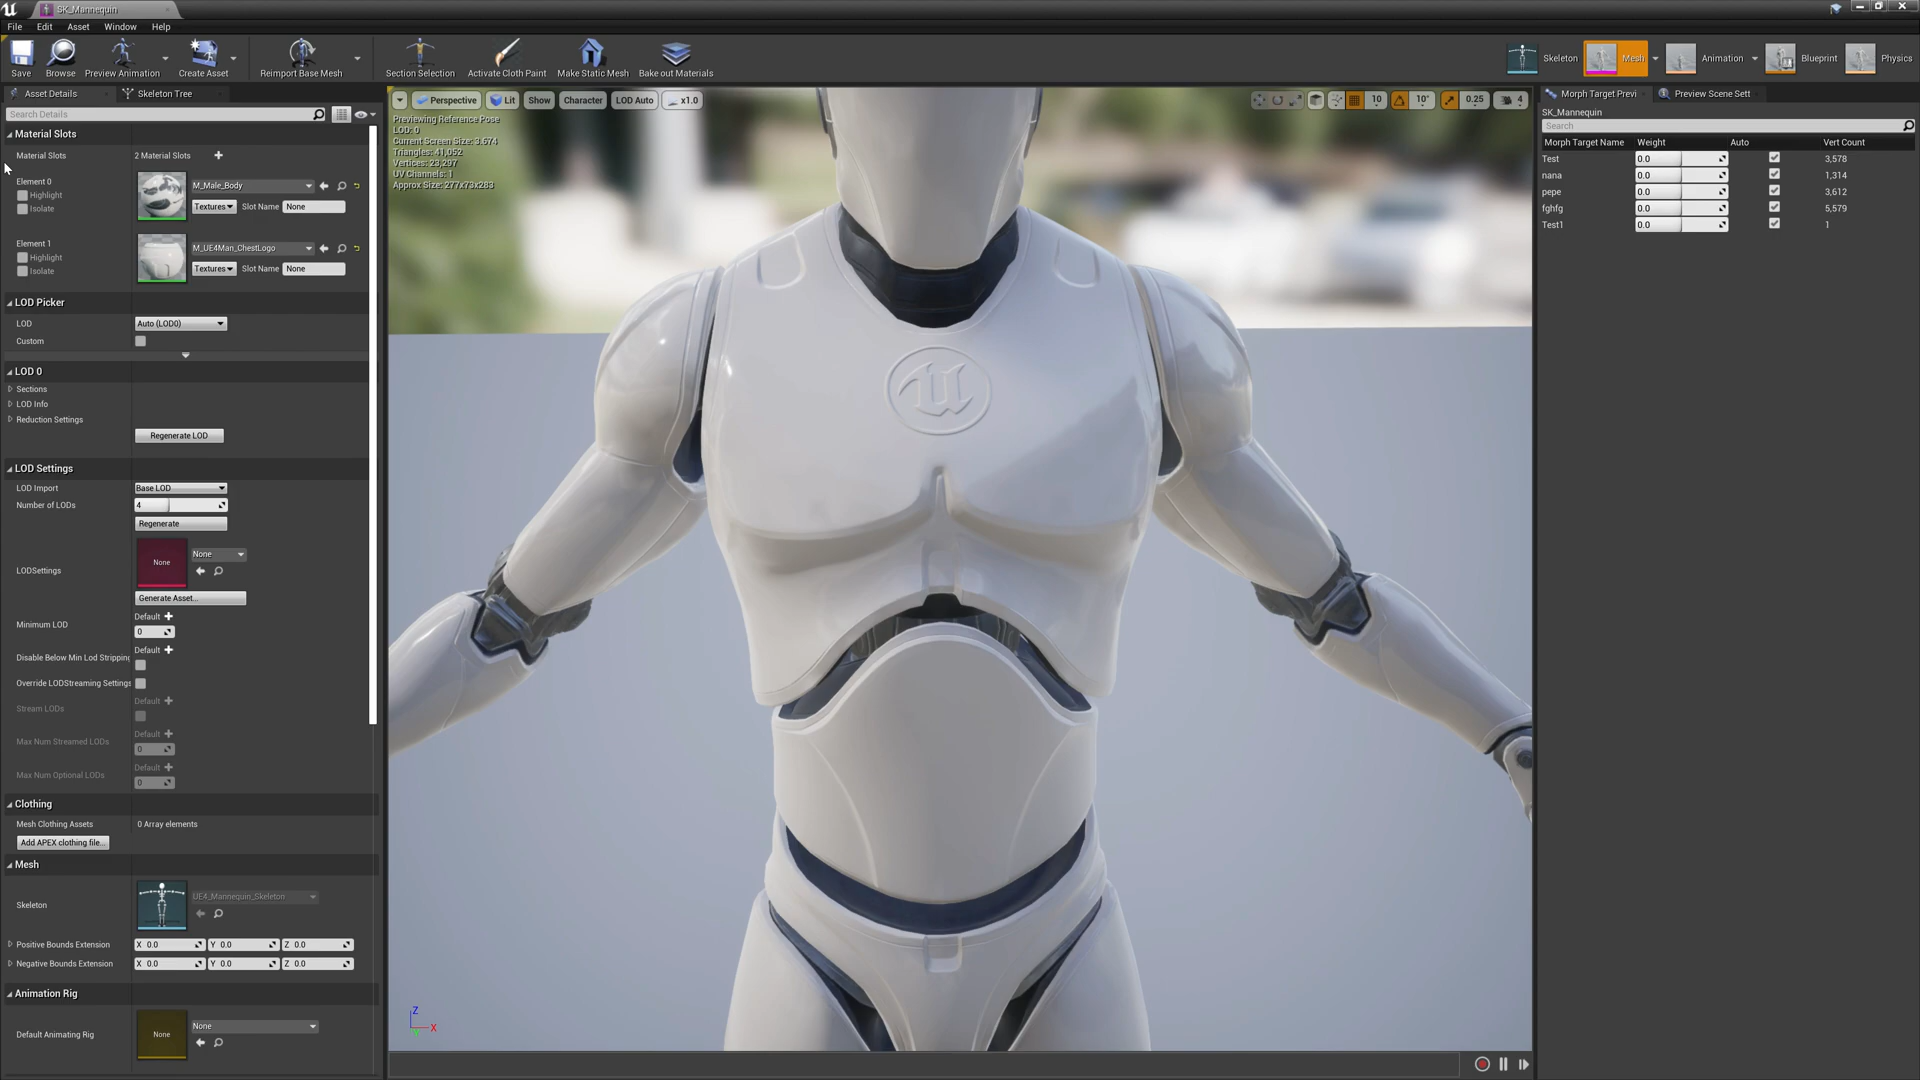 SK_Mannequin
File Edit Asset Window Help
Save Browse Preview Animation Create Asset Reimport Base Mesh Section Selection Activate Cloth Paint Make Static Mesh Bake out Materials Skeleton Mesh Animation Blueprint Physics
Asset Details Skeleton Tree
Search Details
Material Slots
Material Slots 2 Material Slots
Element 0
Highlight
Isolate
M_Male_Body
Textures Slot Name None
Element 1
Highlight
Isolate
M_UE4Man_ChestLogo
Textures Slot Name None
LOD Picker
LOD Auto (LOD0)
Custom
LOD 0
Sections
LOD Info
Reduction Settings
Regenerate LOD
LOD Settings
LOD Import Base LOD
Number of LODs 4
Regenerate
LODSettings None None
Generate Asset...
Minimum LOD Default
0
Disable Below Min Lod Stripping Default
Override LODStreaming Settings
Stream LODs Default
Max Num Streamed LODs Default
0
Max Num Optional LODs Default
0
Clothing
Mesh Clothing Assets 0 Array elements
Add APEX clothing file...
Mesh
Skeleton UE4_Mannequin_Skeleton
Positive Bounds Extension X 0.0 Y 0.0 Z 0.0
Negative Bounds Extension X 0.0 Y 0.0 Z 0.0
Animation Rig
Default Animating Rig None None
Perspective Lit Show Character LOD Auto x1.0 10 10° 0.25 4
Previewing Reference Pose
LOD: 0
Current Screen Size: 3.674
Triangles: 41,052
Vertices: 23,297
UV Channels: 1
Approx Size: 277x73x283
Z
X
Morph Target Previ Preview Scene Sett
SK_Mannequin
Search
Morph Target Name Weight Auto Vert Count
Test 0.0 3,578
nana 0.0 1,314
pepe 0.0 3,612
fghfg 0.0 5,579
Test1 0.0 1